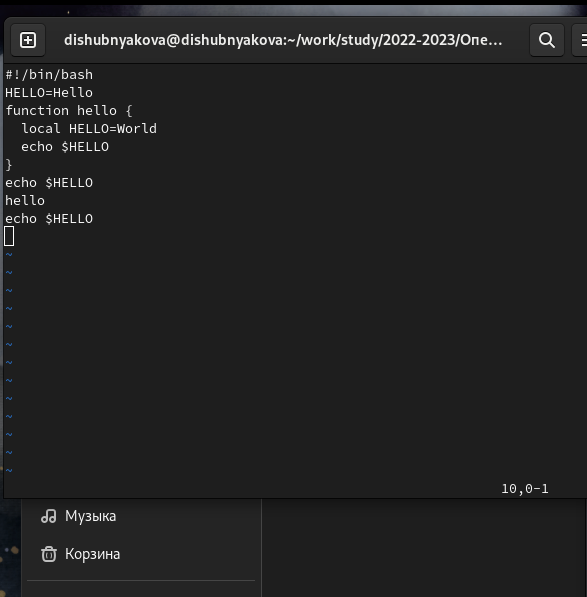 dishubnyakova@dishubnyakova:~/work/study/2022-2023/Опе...
#!/bin/bash
HELLO=Hello
function hello {
  local HELLO=World
  echo $HELLO
}
echo $HELLO
hello
echo $HELLO
~
~
~
~
~
~
~
~
~
~
~
~
~
10,0-1
Музыка
Корзина